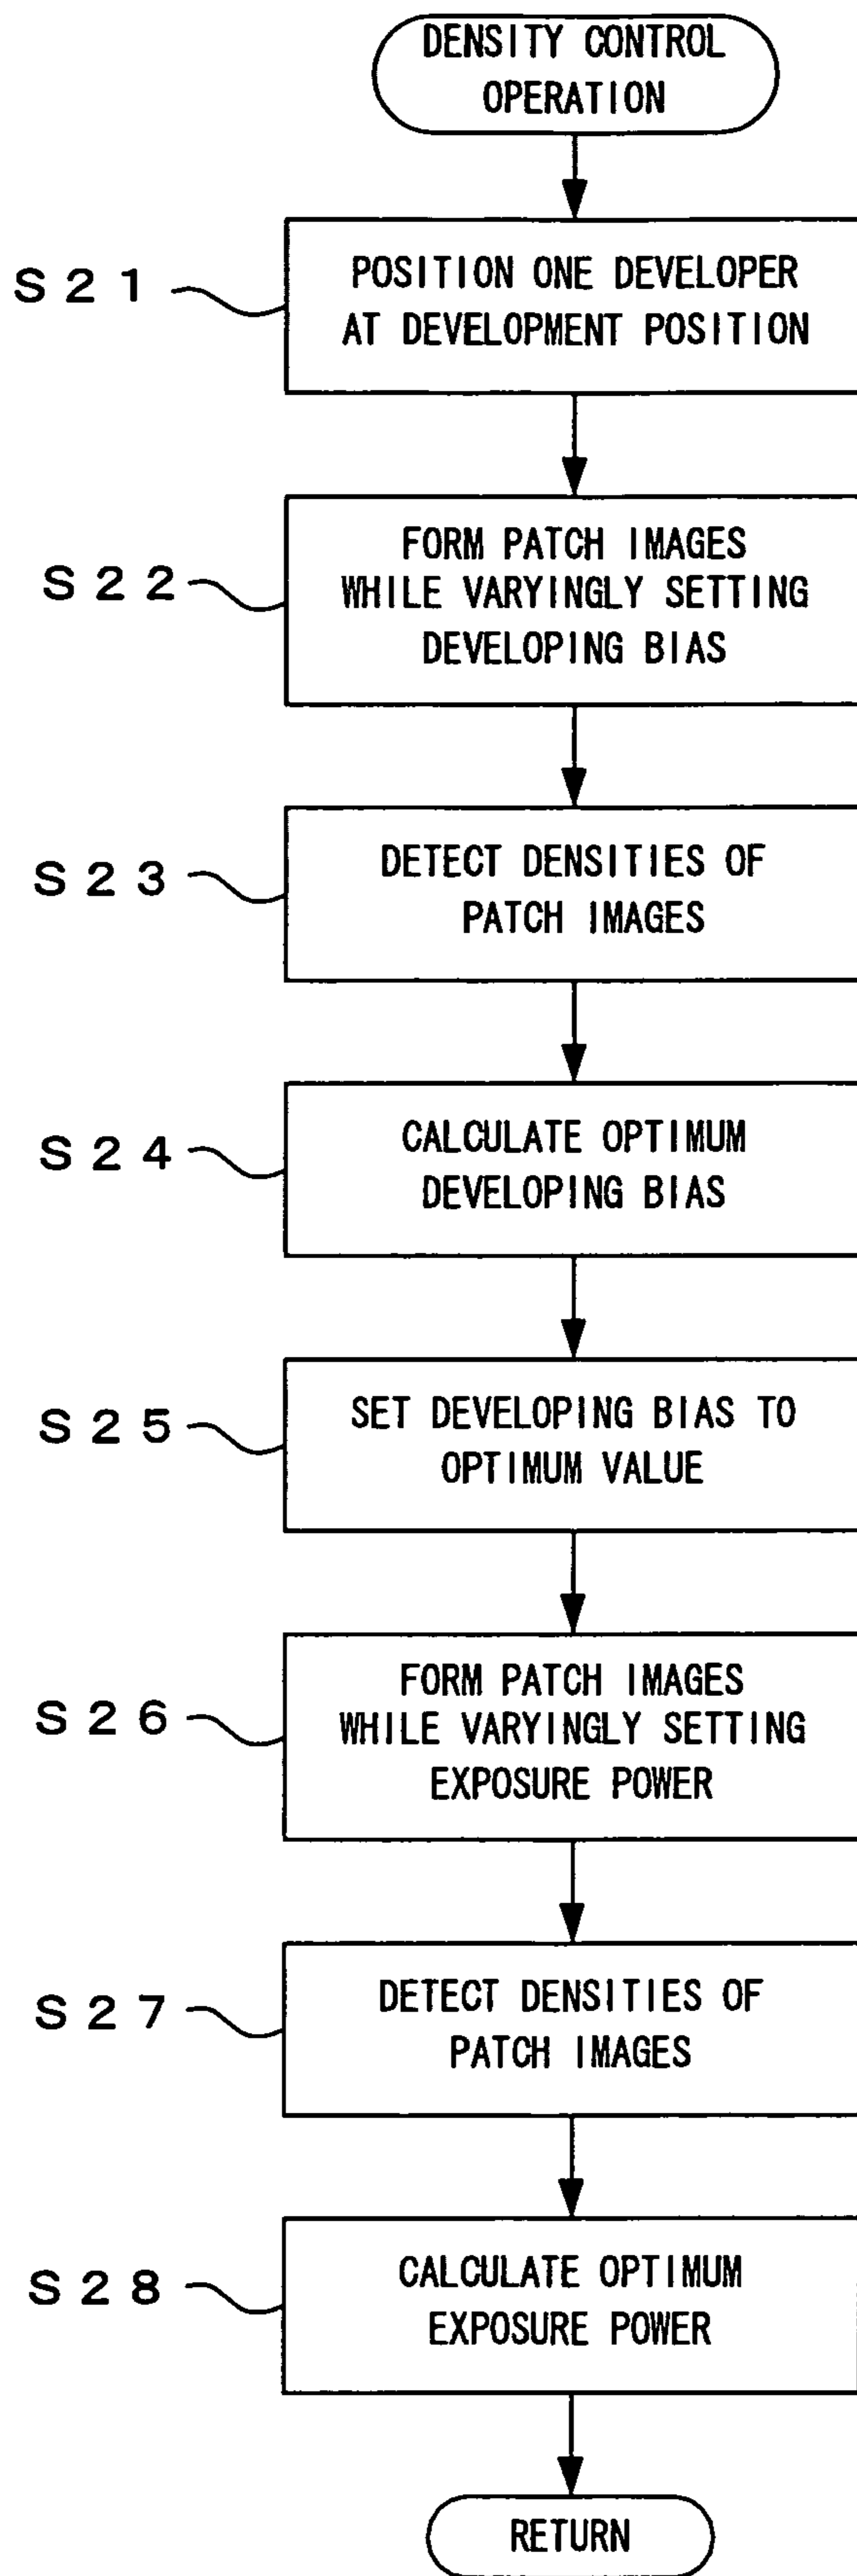 DENSITY CONTROL
OPERATION
S21
POSITION ONE DEVELOPER
AT DEVELOPMENT POSITION
S22
FORM PATCH IMAGES
WHILE VARYINGLY SETTING
DEVELOPING BIAS
S23
DETECT DENSITIES OF
PATCH IMAGES
S24
CALCULATE OPTIMUM
DEVELOPING BIAS
S25
SET DEVELOPING BIAS TO
OPTIMUM VALUE
S26
FORM PATCH IMAGES
WHILE VARYINGLY SETTING
EXPOSURE POWER
S27
DETECT DENSITIES OF
PATCH IMAGES
S28
CALCULATE OPTIMUM
EXPOSURE POWER
RETURN